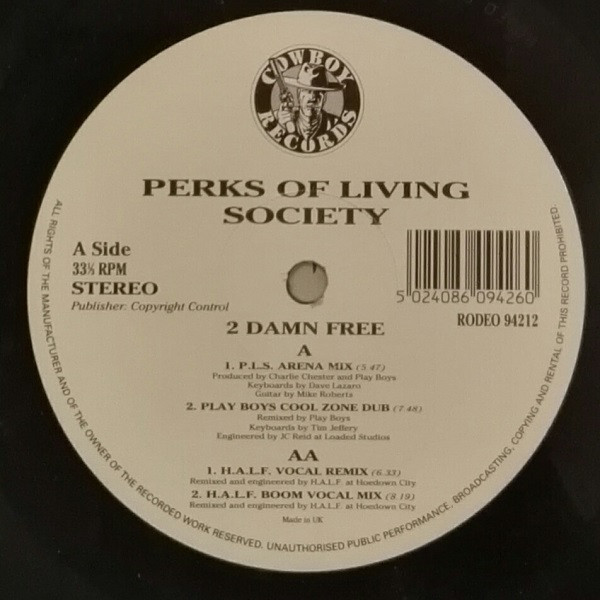 COWBOY
RECORDS
PERKS OF LIVING
SOCIETY
A Side
33⅓ RPM
STEREO
Publisher: Copyright Control
5 024086 094260
RODEO 94212
2 DAMN FREE
A
1. P.L.S. ARENA MIX (5.47)
Produced by Charlie Chester and Play Boys
Keyboards by Dave Lazaro
Guitar by Mike Roberts
2. PLAY BOYS COOL ZONE DUB (7.48)
Remixed by Play Boys
Keyboards by Tim Jeffery
Engineered by JC Reid at Loaded Studios
AA
1. H.A.L.F. VOCAL REMIX (6.33)
Remixed and engineered by H.A.L.F. at Hoedown City
2. H.A.L.F. BOOM VOCAL MIX (8.19)
Remixed and engineered by H.A.L.F. at Hoedown City
Made in UK
ALL RIGHTS OF THE MANUFACTURER AND OF THE OWNER OF THE RECORDED WORK RESERVED. UNAUTHORISED PUBLIC PERFORMANCE, BROADCASTING, COPYING AND RENTAL OF THIS RECORD PROHIBITED.